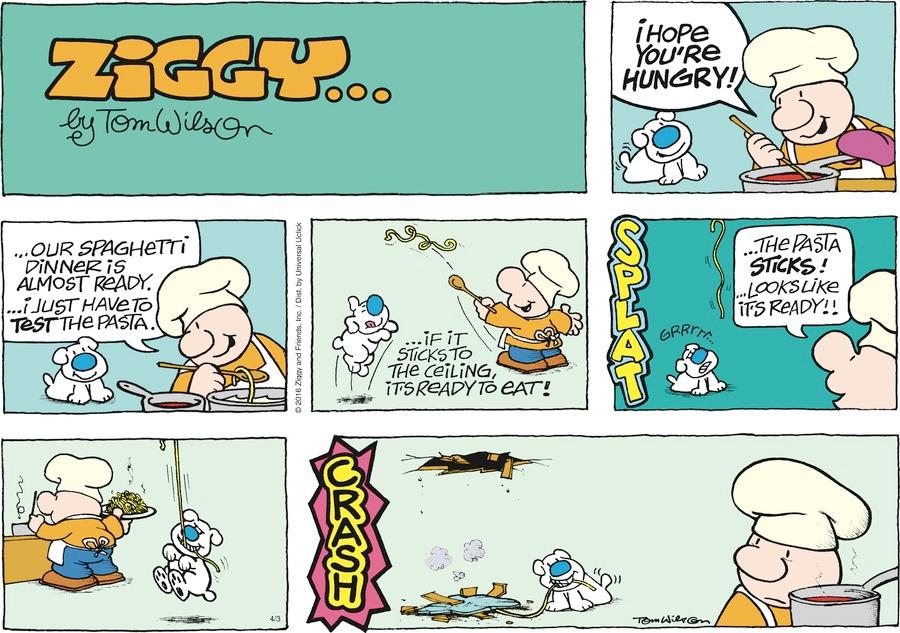 ZiGGY...
by Tom Wilson
i HOPE
YOU'RE
HUNGRY!
...OUR SPAGHETTi
DiNNER iS
ALMOST READY.
...i JUST HAVE TO
TEST THE PASTA.
© 2016 Ziggy and Friends, Inc. / Dist. by Universal Uclick
...iF iT
STiCKS TO
THE CEiLiNG,
iT'S READY TO EAT!
SPLAT
GRRrrr...
...THE PASTA
STiCKS!
...LOOKS LiKE
iT'S READY!!
4/3
CRASH
Tom Wilson